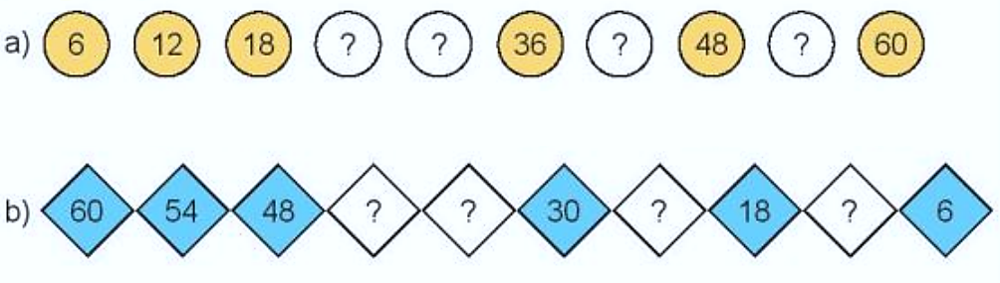 a) 6 12 18 ? ? 36 ? 48 ? 60
b) 60 54 48 ? ? 30 ? 18 ? 6